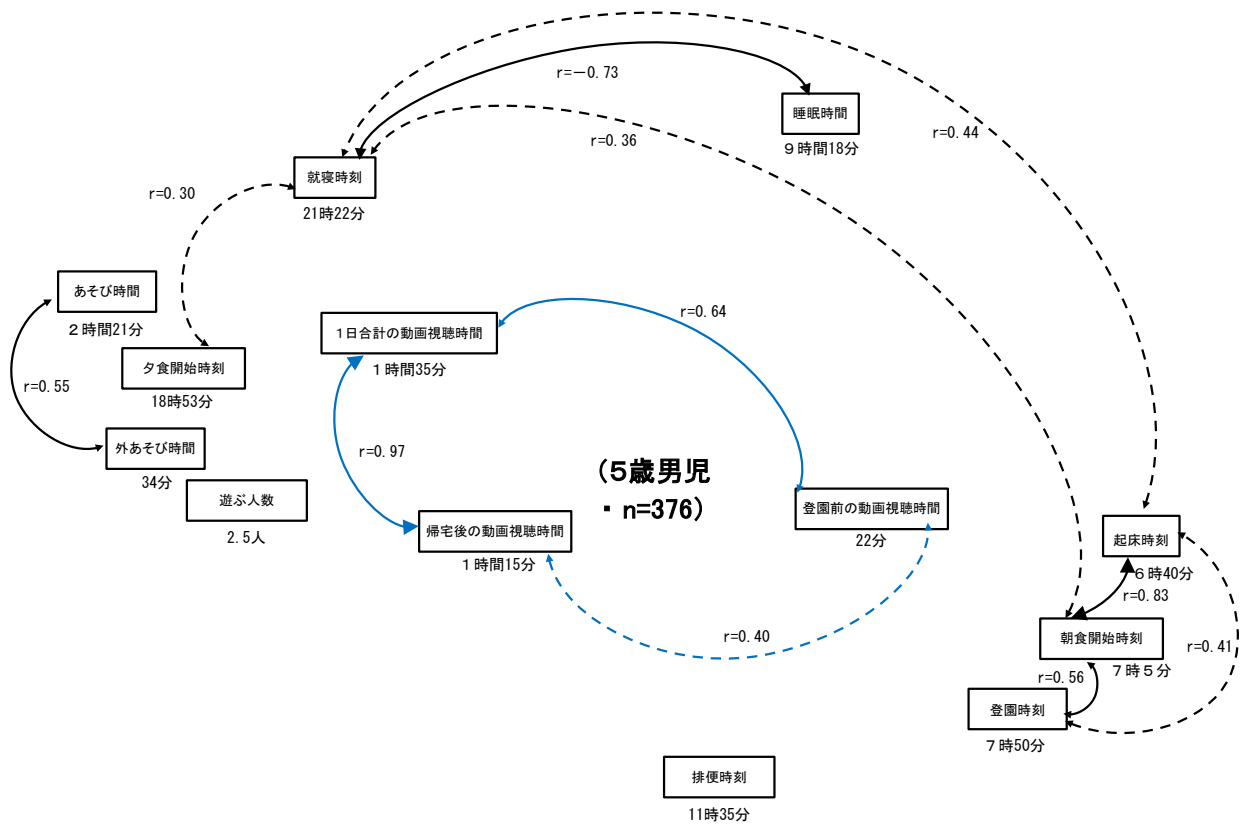 r=−0.73
睡眠時間
９時間18分
r=0.36
r=0.44
就寝時刻
21時22分
r=0.30
あそび時間
２時間21分
r=0.64
1日合計の動画視聴時間
１時間35分
夕食開始時刻
18時53分
r=0.55
外あそび時間
34分
r=0.97
(5歳男児
・n=376)
遊ぶ人数
2.5人
登園前の動画視聴時間
22分
帰宅後の動画視聴時間
１時間15分
起床時刻
６時40分
r=0.83
r=0.40
朝食開始時刻
７時５分
r=0.41
r=0.56
登園時刻
７時50分
排便時刻
11時35分